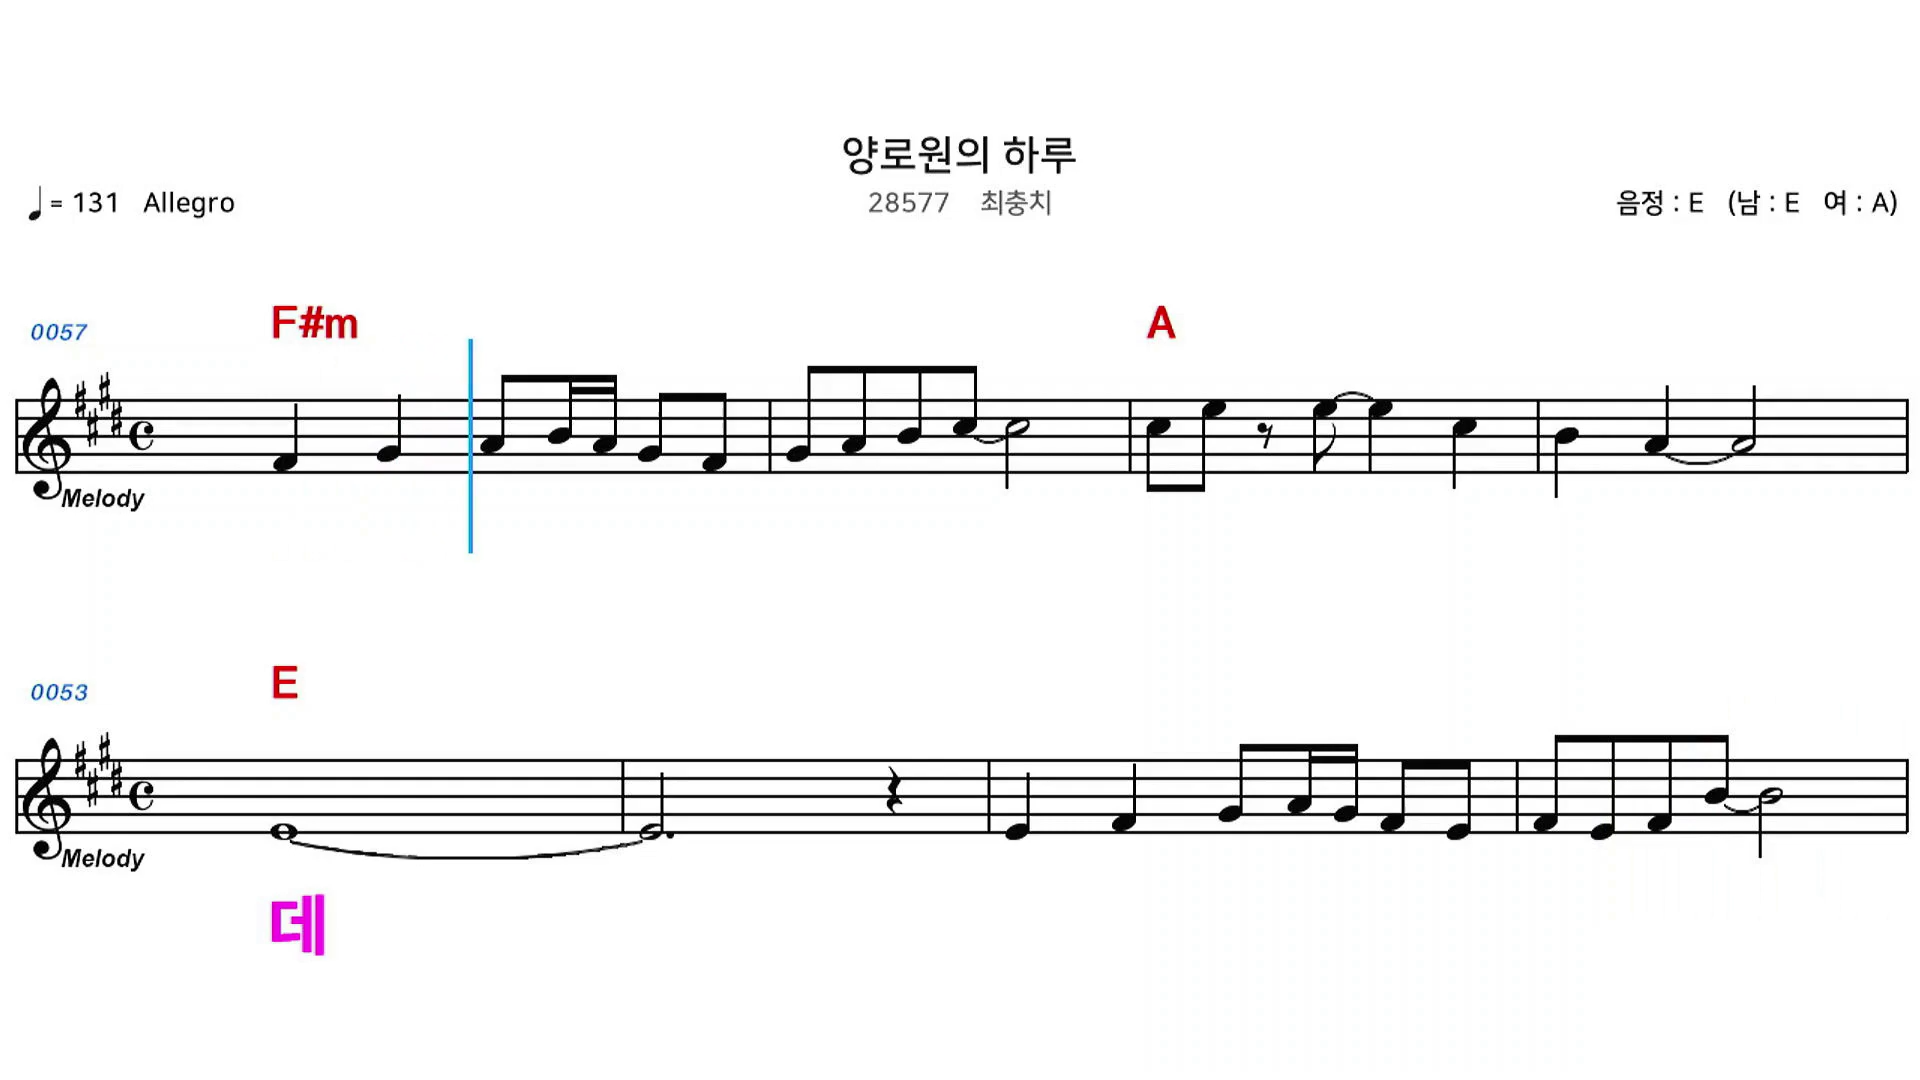 양로원의 하루
♩= 131 Allegro
28577 최충치
음정 : E (남 : E 여 : A)
0057 F#m A
Melody
0053 E
Melody
데